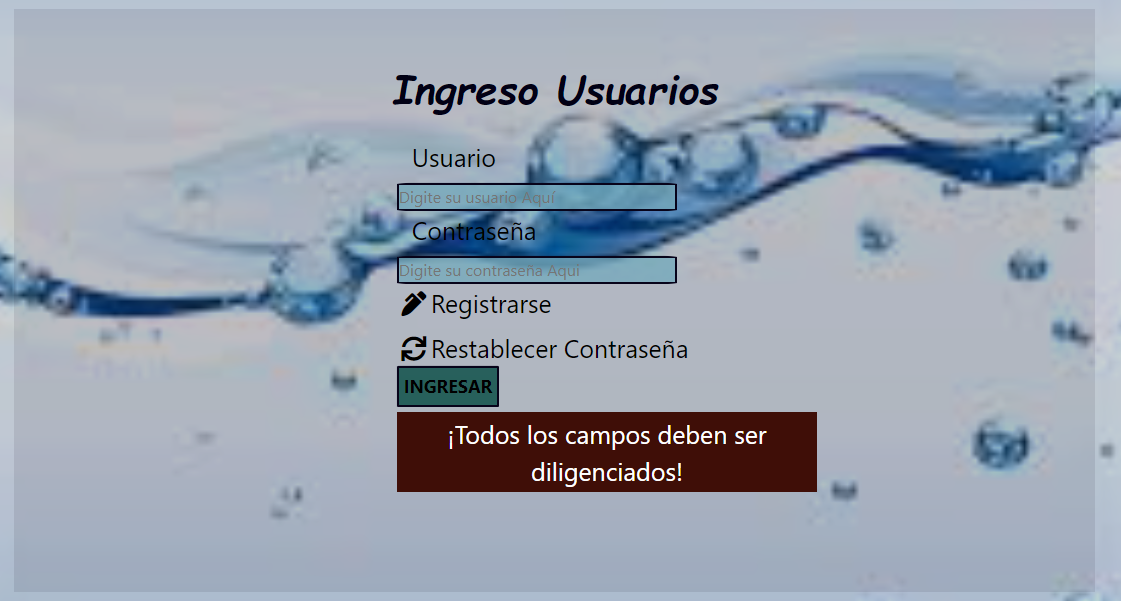 Ingreso Usuarios
Usuario
Digite su usuario Aquí
Contraseña
Digite su contraseña Aquí
Registrarse
Restablecer Contraseña
INGRESAR
¡Todos los campos deben ser
diligenciados!